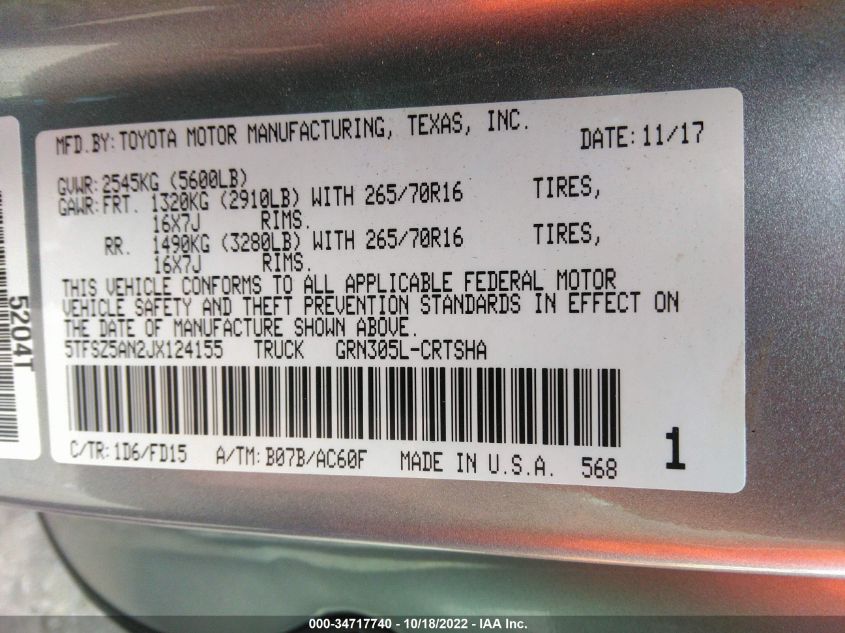 MFD.BY: TOYOTA MOTOR MANUFACTURING, TEXAS, INC. DATE: 11/17
GVWR: 2545KG (5600LB)
GAWR: FRT. 1320KG (2910LB) WITH 265/70R16 TIRES,
16X7J RIMS.
RR. 1490KG (3280LB) WITH 265/70R16 TIRES,
16X7J RIMS.
THIS VEHICLE CONFORMS TO ALL APPLICABLE FEDERAL MOTOR
VEHICLE SAFETY AND THEFT PREVENTION STANDARDS IN EFFECT ON
THE DATE OF MANUFACTURE SHOWN ABOVE.
5TFSZ5AN2JX124155 TRUCK GRN305L-CRTSHA
C/TR: 1D6/FD15 A/TM: B07B/AC60F MADE IN U.S.A. 568 1
5204T
000-34717740 - 10/18/2022 - IAA Inc.